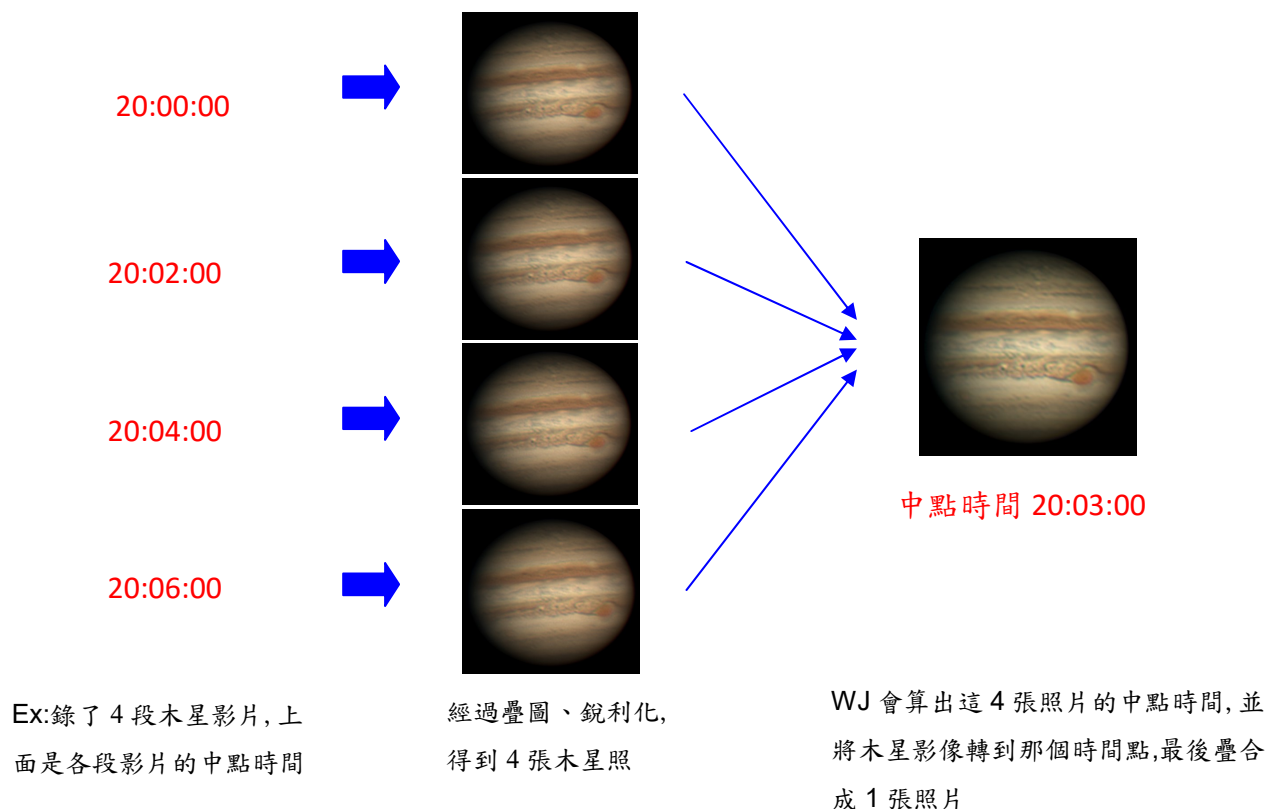 20:00:00
20:02:00
20:04:00
20:06:00
中點時間 20:03:00
Ex:錄了 4 段木星影片, 上
面是各段影片的中點時間
經過疊圖、銳利化,
得到 4 張木星照
WJ 會算出這 4 張照片的中點時間, 並
將木星影像轉到那個時間點,最後疊合
成 1 張照片